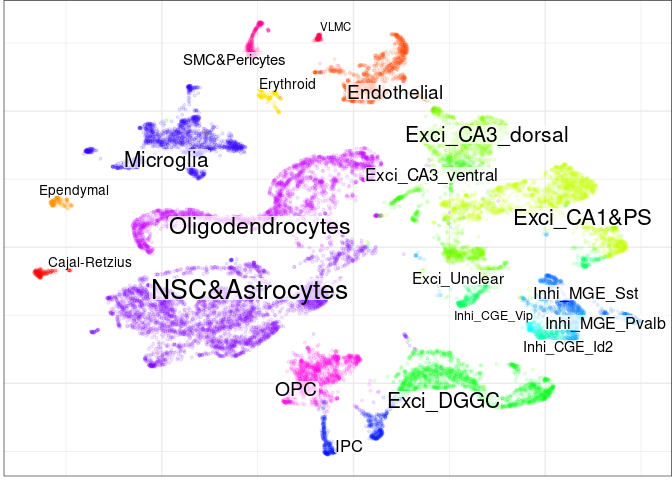 VLMC
SMC&Pericytes
Erythroid
Endothelial
Exci_CA3_dorsal
Microglia
Exci_CA3_ventral
Ependymal
Exci_CA1&PS
Oligodendrocytes
Cajal-Retzius
Exci_Unclear
NSC&Astrocytes
Inhi_MGE_Sst
Inhi_CGE_Vip
Inhi_MGE_Pvalb
Inhi_CGE_Id2
OPC
Exci_DGGC
IPC